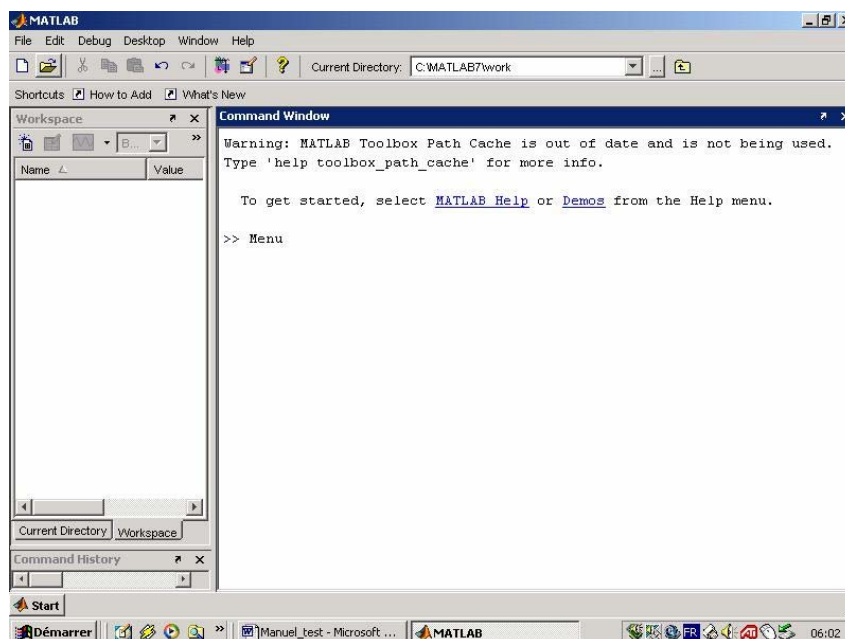 MATLAB
File Edit Debug Desktop Window Help
Current Directory: C:\MATLAB7\work
Shortcuts How to Add What's New
Workspace
B...
Name Value
Command Window
Warning: MATLAB Toolbox Path Cache is out of date and is not being used.
Type 'help toolbox_path_cache' for more info.
To get started, select MATLAB Help or Demos from the Help menu.
>> Menu
Current Directory Workspace
Command History
Start
Démarrer
Manuel_test - Microsoft ...
MATLAB
FR
06:02